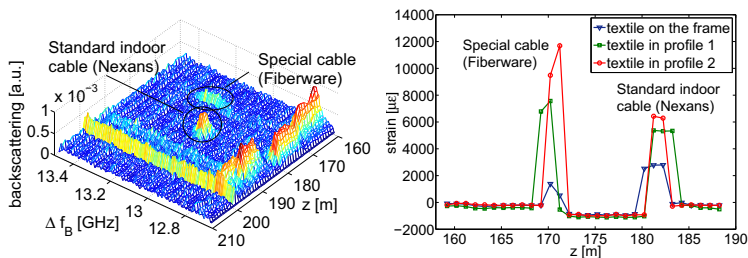 Standard indoor
cable (Nexans)
Special cable
(Fiberware)
x 10⁻³
1
0.5
0
backscattering [a.u.]
13.4
13.2
13
12.8
Δ f_B [GHz]
160
170
180
190
200
210
z [m]
14000
12000
10000
8000
6000
4000
2000
0
−2000
strain [με]
textile on the frame
textile in profile 1
textile in profile 2
Special cable
(Fiberware)
Standard indoor
cable (Nexans)
160
165
170
175
180
185
190
z [m]